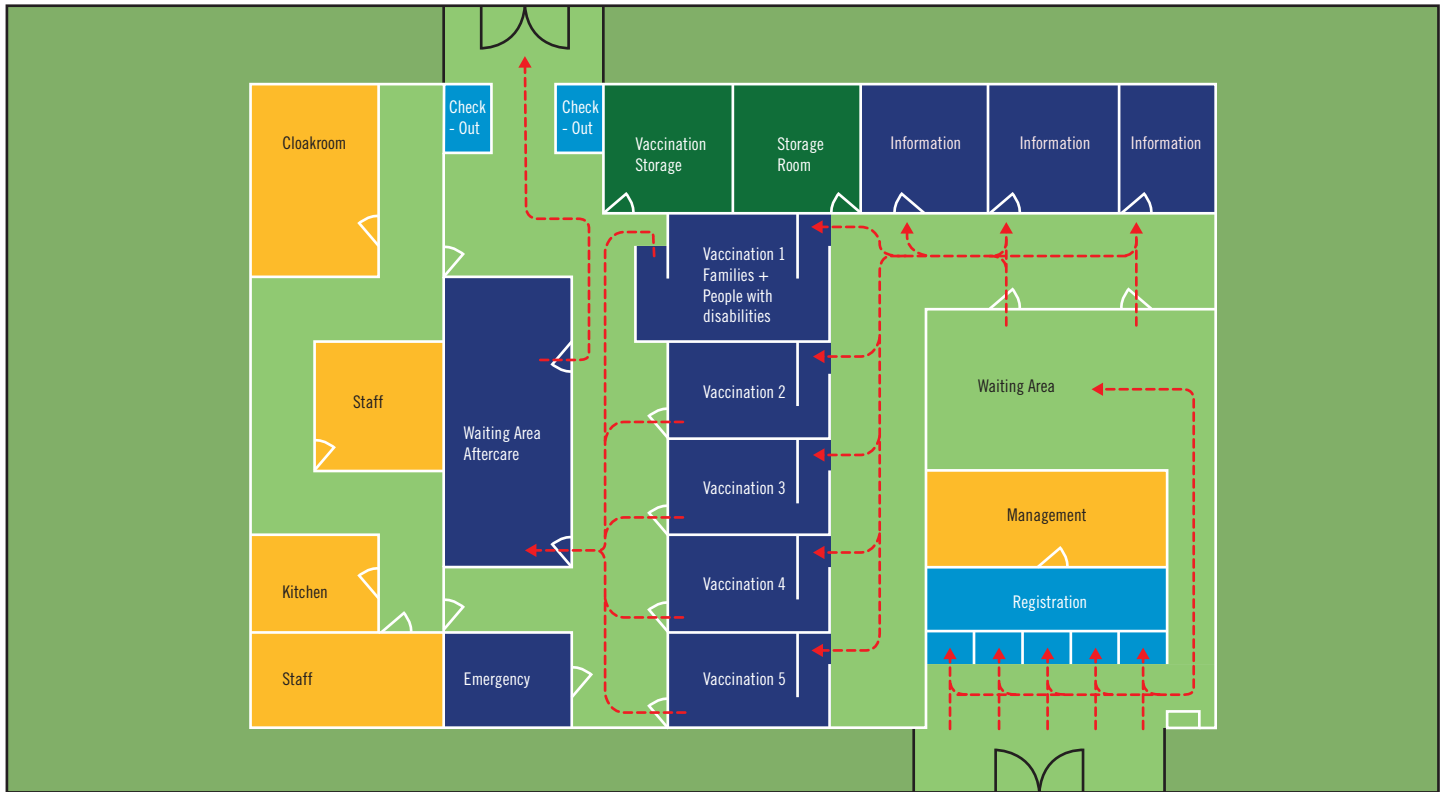 Cloakroom
Check
- Out
Check
- Out
Vaccination
Storage
Storage
Room
Information
Information
Information
Vaccination 1
Families +
People with
disabilities
Staff
Waiting Area
Aftercare
Vaccination 2
Waiting Area
Vaccination 3
Management
Kitchen
Vaccination 4
Registration
Staff
Emergency
Vaccination 5